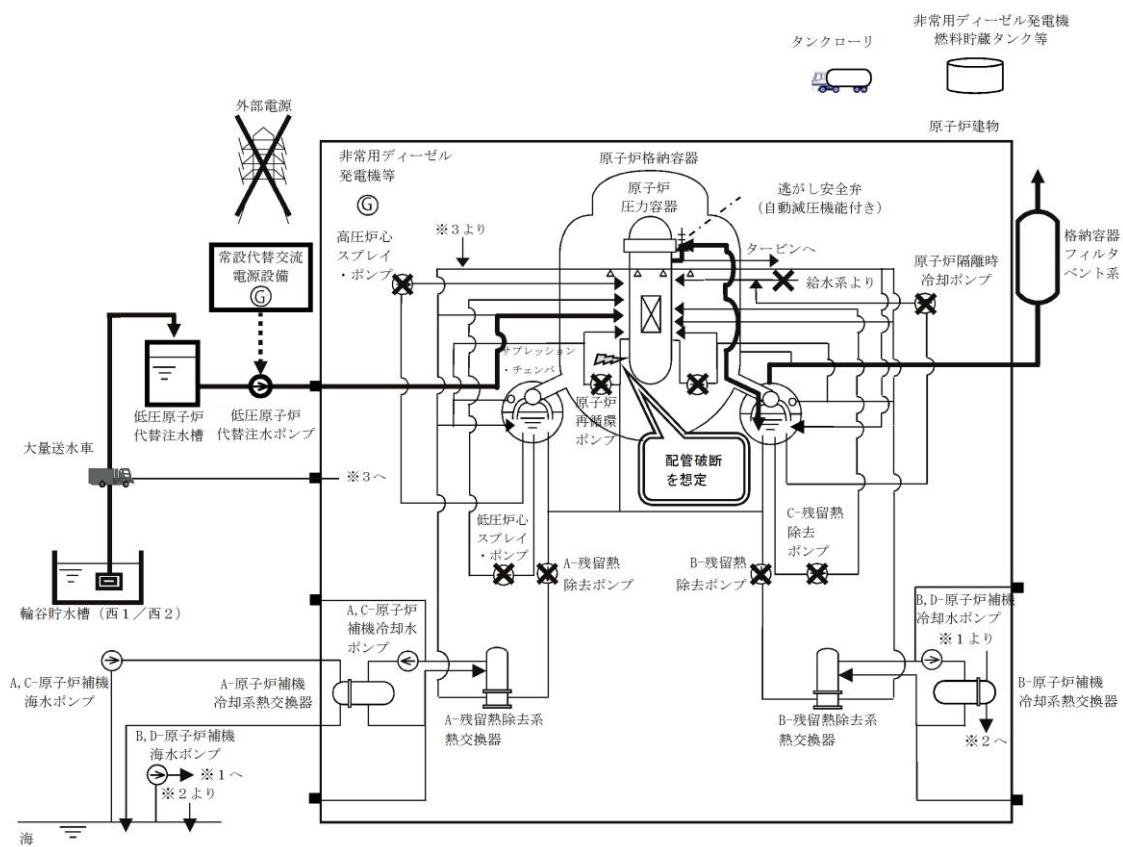 タンクローリ
非常用ディーゼル発電機
燃料貯蔵タンク等
外部電源
原子炉建物
非常用ディーゼル
発電機等
G
原子炉格納容器
原子炉
圧力容器
逃がし安全弁
(自動減圧機能付き)
※3より
タービンへ
高圧炉心
スプレイ
・ポンプ
常設代替交流
電源設備
G
給水系より
原子炉隔離時
冷却ポンプ
格納容器
フィルタ
ベント系
サプレッション
・チェンバ
低圧原子炉
代替注水槽
低圧原子炉
代替注水ポンプ
原子炉
再循環
ポンプ
配管破断
を想定
大量送水車
※3へ
低圧炉心
スプレイ
・ポンプ
C-残留熱
除去
ポンプ
A-残留熱
除去ポンプ
B-残留熱
除去ポンプ
輪谷貯水槽(西1/西2)
A,C-原子炉
補機冷却水
ポンプ
B,D-原子炉補機
冷却水ポンプ
※1より
A,C-原子炉補機
海水ポンプ
A-原子炉補機
冷却系熱交換器
A-残留熱除去系
熱交換器
B-残留熱除去系
熱交換器
B-原子炉補機
冷却系熱交換器
※2へ
B,D-原子炉補機
海水ポンプ
※1へ
※2より
海